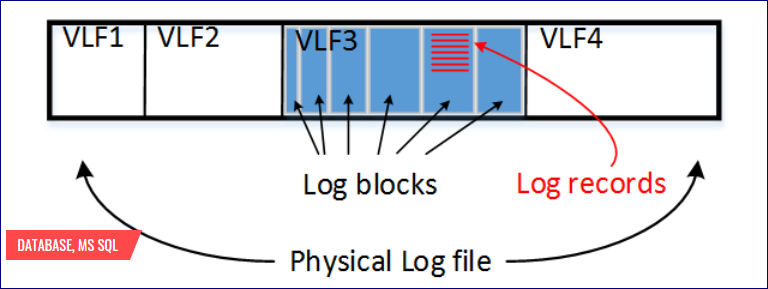 VLF1 VLF2 VLF3 VLF4
Log blocks
Log records
DATABASE, MS SQL
Physical Log file